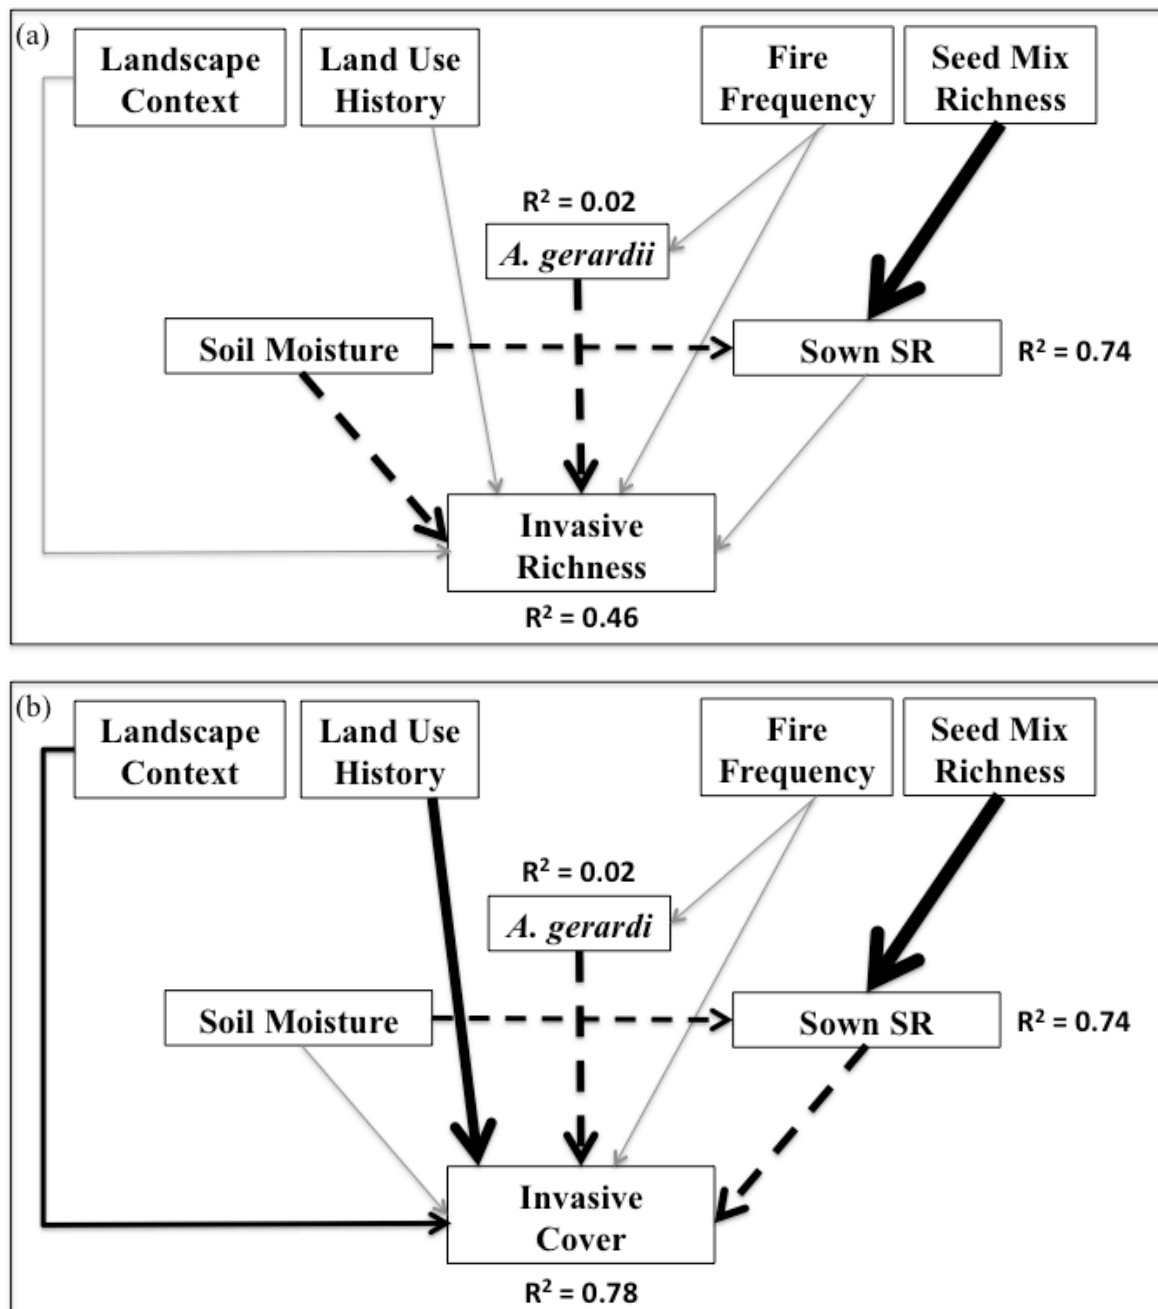 (a)
Landscape
Context
Land Use
History
Fire
Frequency
Seed Mix
Richness
R² = 0.02
A. gerardii
Soil Moisture
Sown SR
R² = 0.74
Invasive
Richness
R² = 0.46
(b)
Landscape
Context
Land Use
History
Fire
Frequency
Seed Mix
Richness
R² = 0.02
A. gerardi
Soil Moisture
Sown SR
R² = 0.74
Invasive
Cover
R² = 0.78